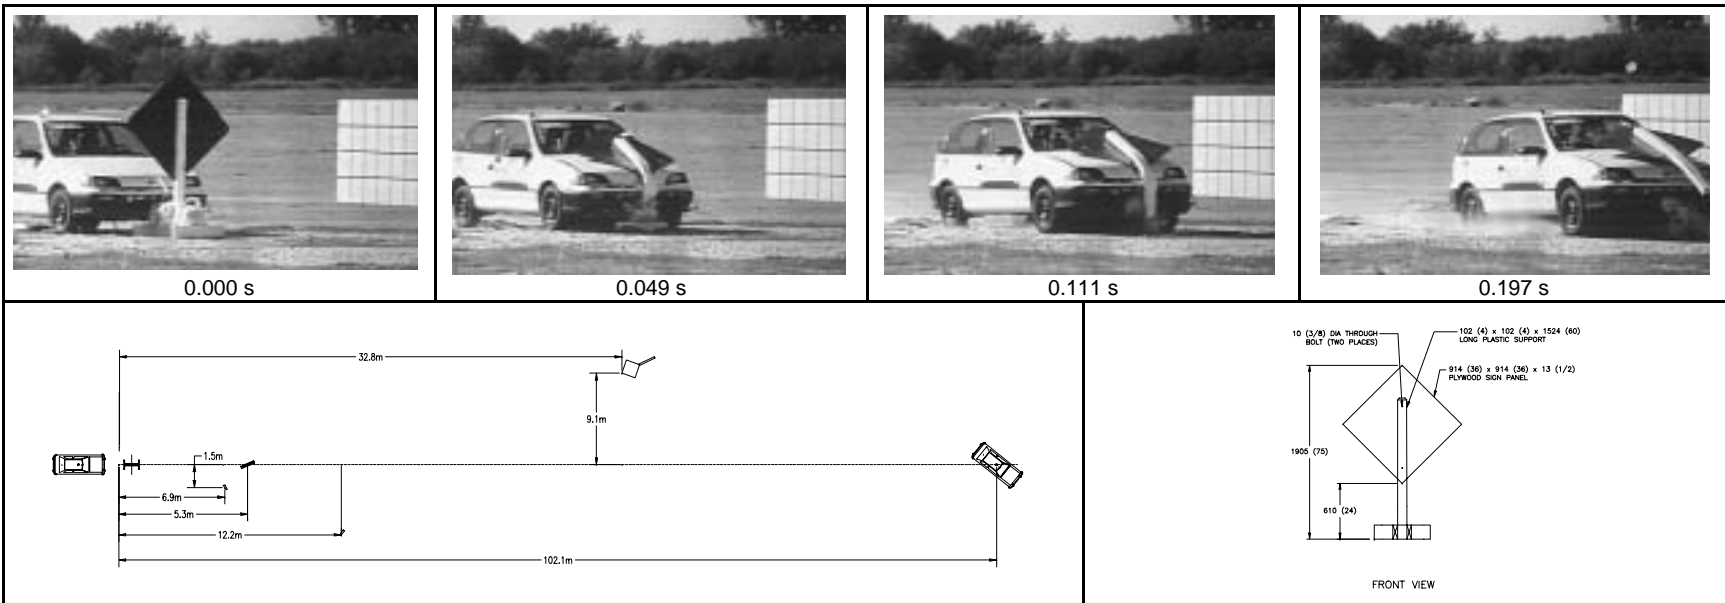 0.000 s
0.049 s
0.111 s
0.197 s
32.8m
9.1m
1.5m
6.9m
5.3m
12.2m
102.1m
10 (3/8) DIA THROUGH
BOLT (TWO PLACES)
102 (4) x 102 (4) x 1524 (60)
LONG PLASTIC SUPPORT
914 (36) x 914 (36) x 13 (1/2)
PLYWOOD SIGN PANEL
1905 (75)
610 (24)
FRONT VIEW